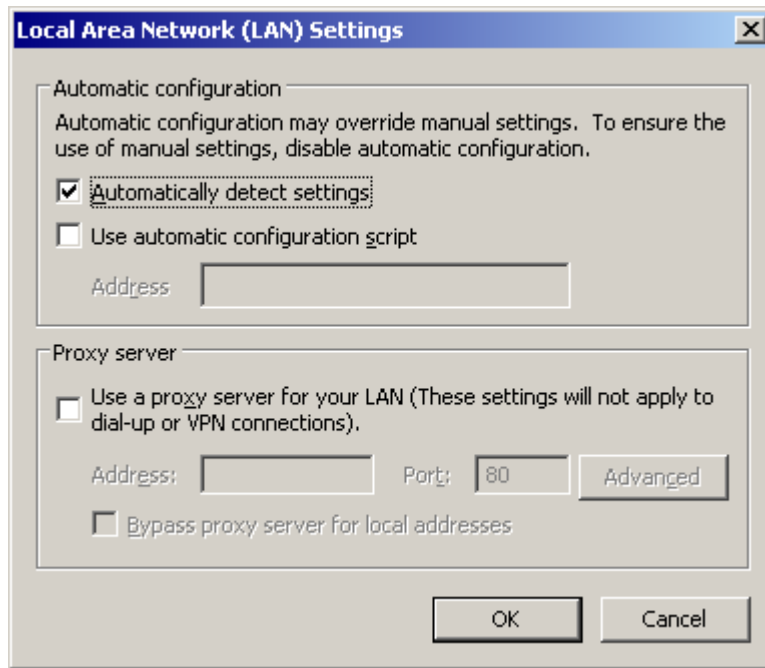 Local Area Network (LAN) Settings
Automatic configuration
Automatic configuration may override manual settings.  To ensure the
use of manual settings, disable automatic configuration.
Automatically detect settings
Use automatic configuration script
Address
Proxy server
Use a proxy server for your LAN (These settings will not apply to
dial-up or VPN connections).
Address: Port: 80 Advanced
Bypass proxy server for local addresses
OK Cancel